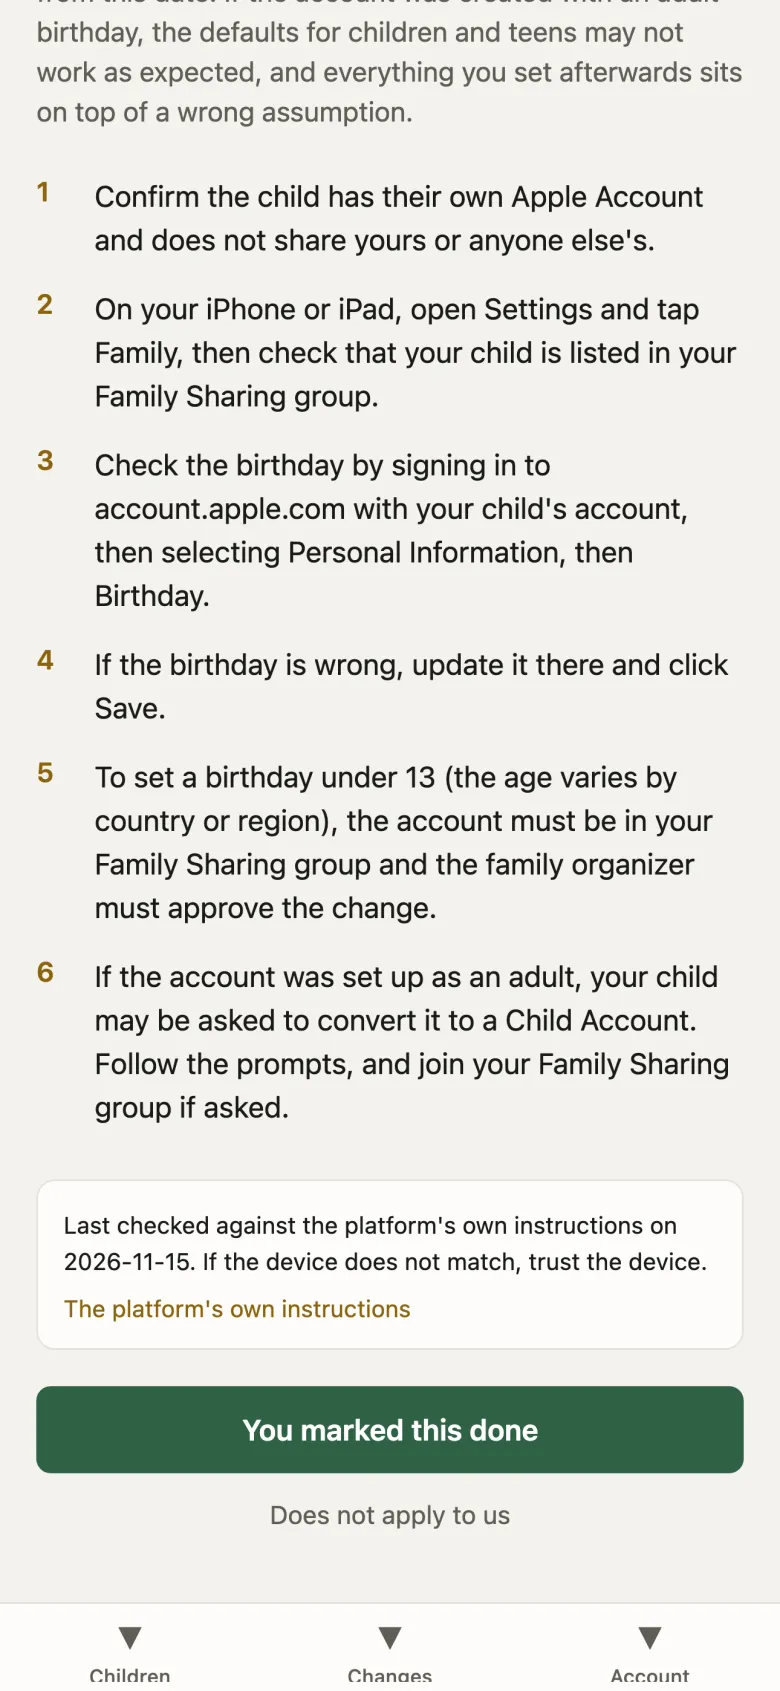 birthday, the defaults for children and teens may not
work as expected, and everything you set afterwards sits
on top of a wrong assumption.
1 Confirm the child has their own Apple Account
and does not share yours or anyone else's.
2 On your iPhone or iPad, open Settings and tap
Family, then check that your child is listed in your
Family Sharing group.
3 Check the birthday by signing in to
account.apple.com with your child's account,
then selecting Personal Information, then
Birthday.
4 If the birthday is wrong, update it there and click
Save.
5 To set a birthday under 13 (the age varies by
country or region), the account must be in your
Family Sharing group and the family organizer
must approve the change.
6 If the account was set up as an adult, your child
may be asked to convert it to a Child Account.
Follow the prompts, and join your Family Sharing
group if asked.
Last checked against the platform's own instructions on
2026-11-15. If the device does not match, trust the device.
The platform's own instructions
You marked this done
Does not apply to us
Children Changes Account